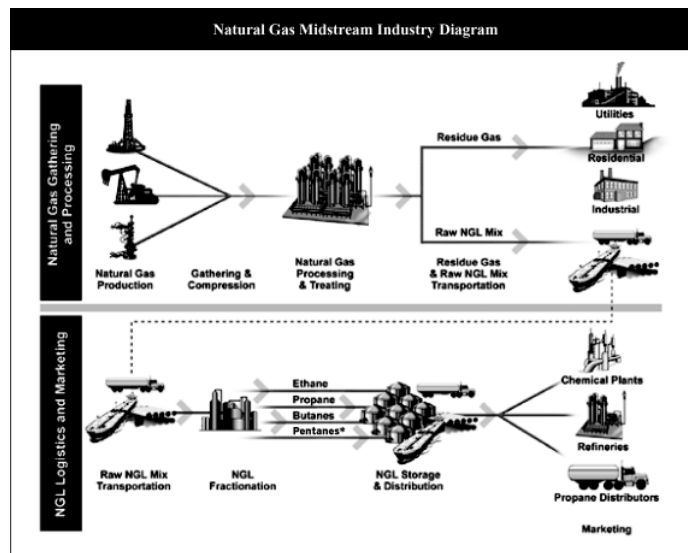 Natural Gas Midstream Industry Diagram
Natural Gas Gathering
and Processing
Utilities
Residue Gas
Residential
Industrial
Raw NGL Mix
Natural Gas
Production
Gathering &
Compression
Natural Gas
Processing
& Treating
Residue Gas
& Raw NGL Mix
Transportation
NGL Logistics and Marketing
Ethane
Propane
Butanes
Pentanes*
Chemical Plants
Refineries
Raw NGL Mix
Transportation
NGL
Fractionation
NGL Storage
& Distribution
Propane Distributors
Marketing